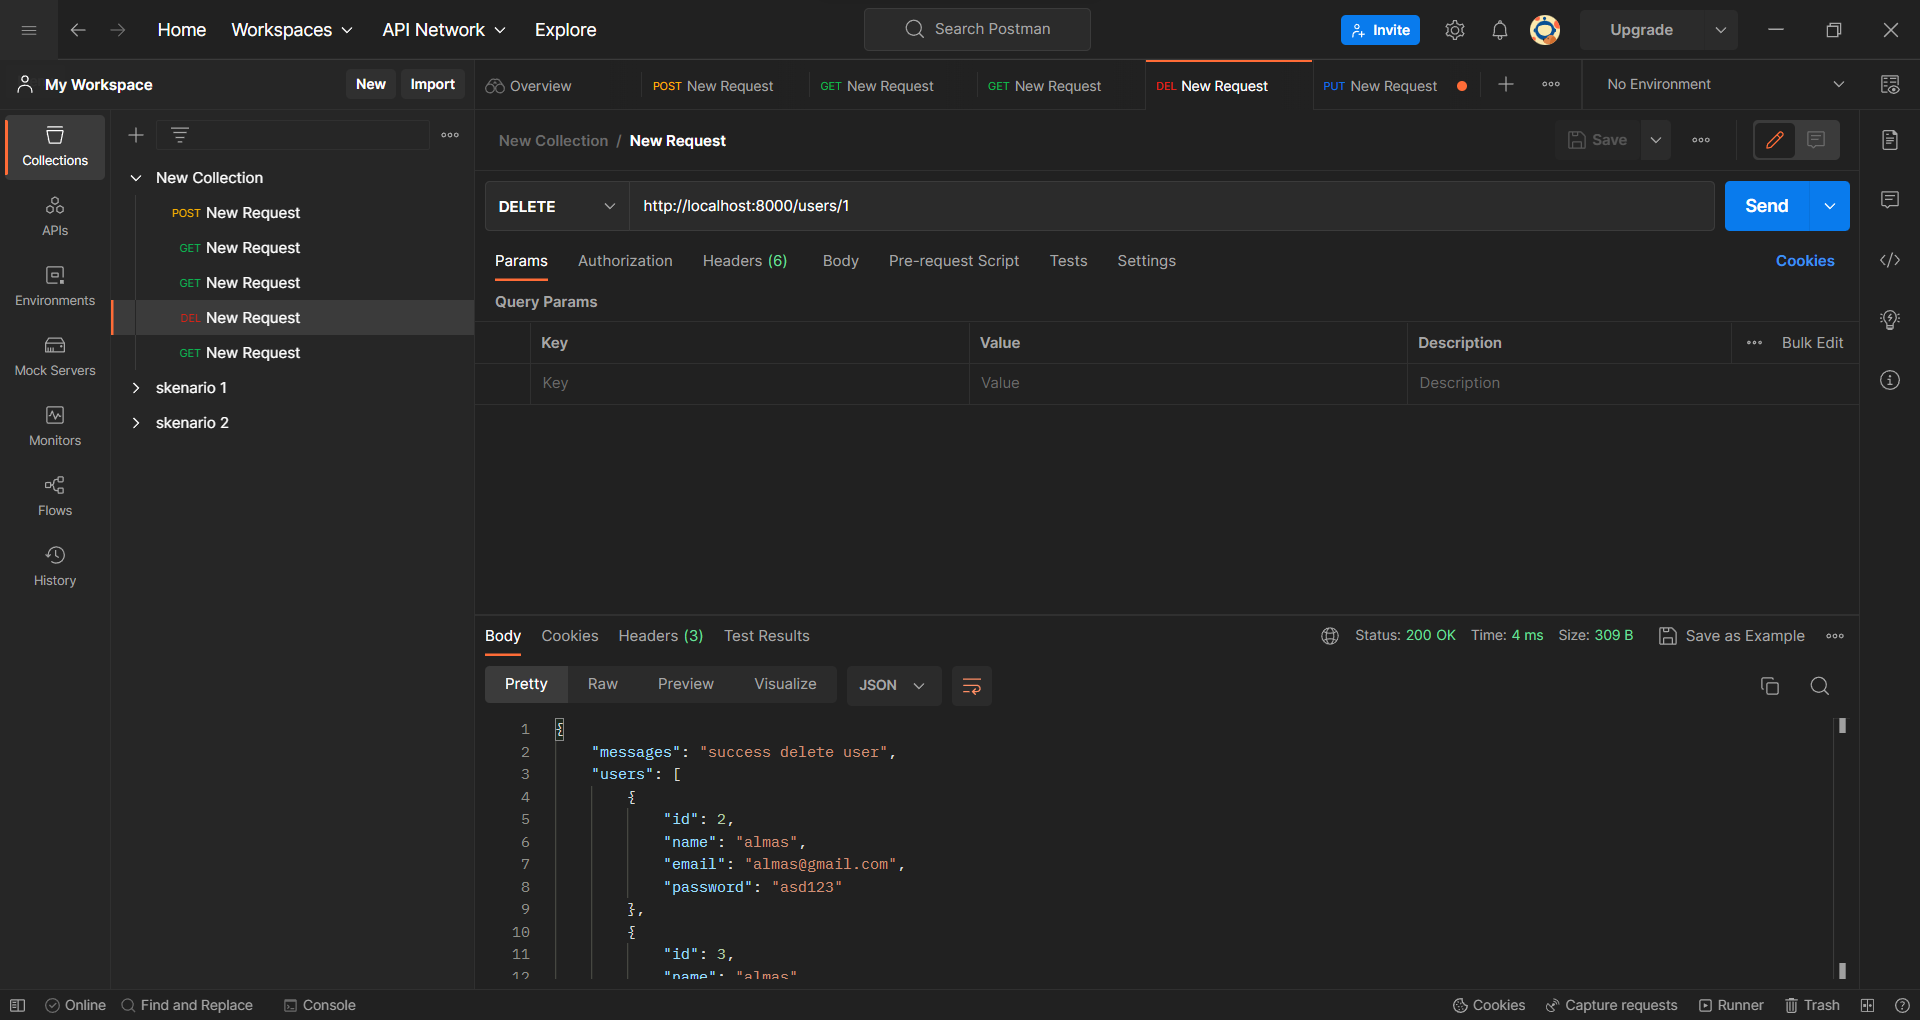 Home Workspaces API Network Explore Search Postman Invite Upgrade
My Workspace New Import Overview POST New Request GET New Request GET New Request DEL New Request PUT New Request No Environment
Collections
APIs
Environments
Mock Servers
Monitors
Flows
History
New Collection
POST New Request
GET New Request
GET New Request
DEL New Request
GET New Request
skenario 1
skenario 2
New Collection / New Request Save
DELETE http://localhost:8000/users/1 Send
Params Authorization Headers (6) Body Pre-request Script Tests Settings Cookies
Query Params
Key Value Description Bulk Edit
Key Value Description
Body Cookies Headers (3) Test Results Status: 200 OK Time: 4 ms Size: 309 B Save as Example
Pretty Raw Preview Visualize JSON
1 {
2 "messages": "success delete user",
3 "users": [
4 {
5 "id": 2,
6 "name": "almas",
7 "email": "almas@gmail.com",
8 "password": "asd123"
9 },
10 {
11 "id": 3,
12 "name": "almas"
Online Find and Replace Console Cookies Capture requests Runner Trash